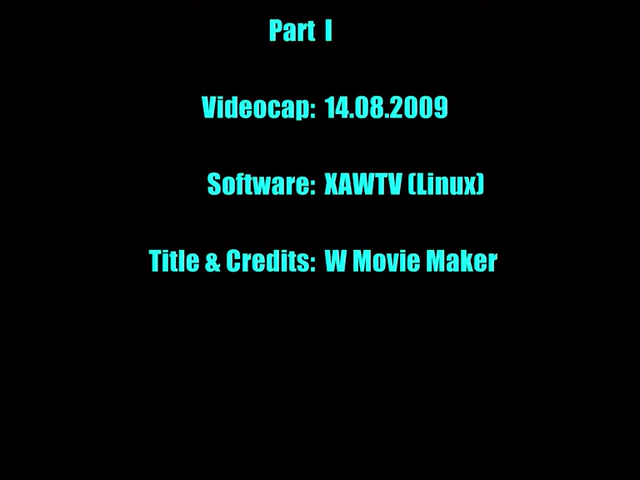 Part I
Videocap: 14.08.2009
Software: XAWTV (Linux)
Title & Credits: W Movie Maker